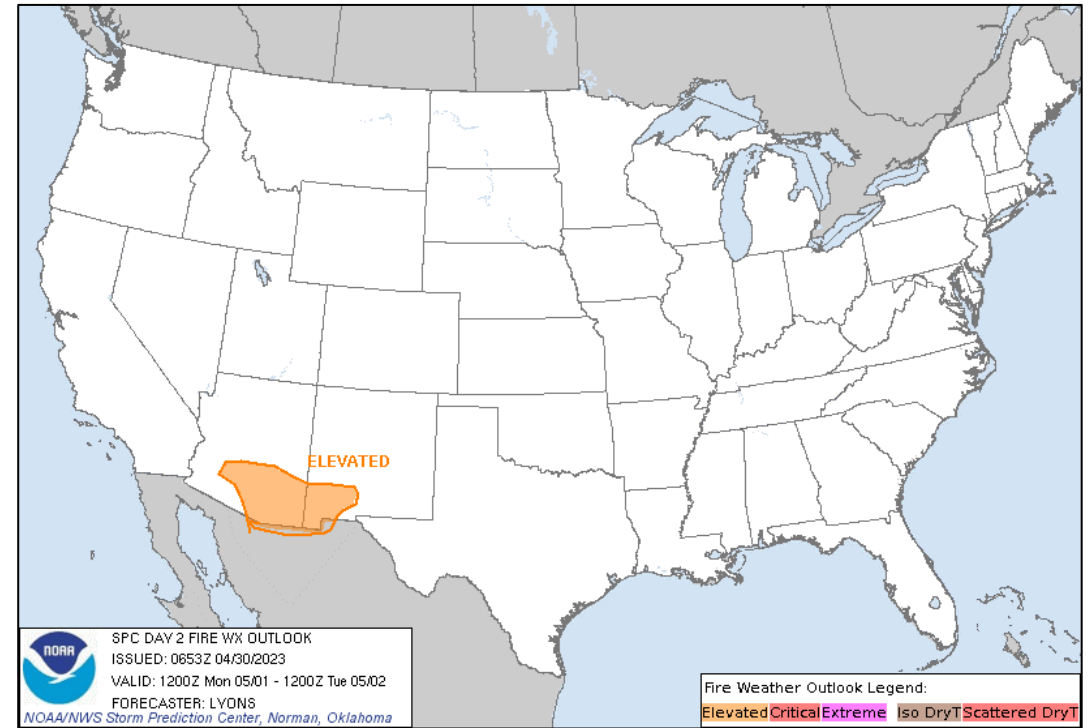 ELEVATED
NOAA
SPC DAY 2 FIRE WX OUTLOOK
ISSUED: 0653Z 04/30/2023
VALID: 1200Z Mon 05/01 - 1200Z Tue 05/02
FORECASTER: LYONS
NOAA/NWS Storm Prediction Center, Norman, Oklahoma
Fire Weather Outlook Legend:
Elevated Critical Extreme Iso DryT Scattered DryT